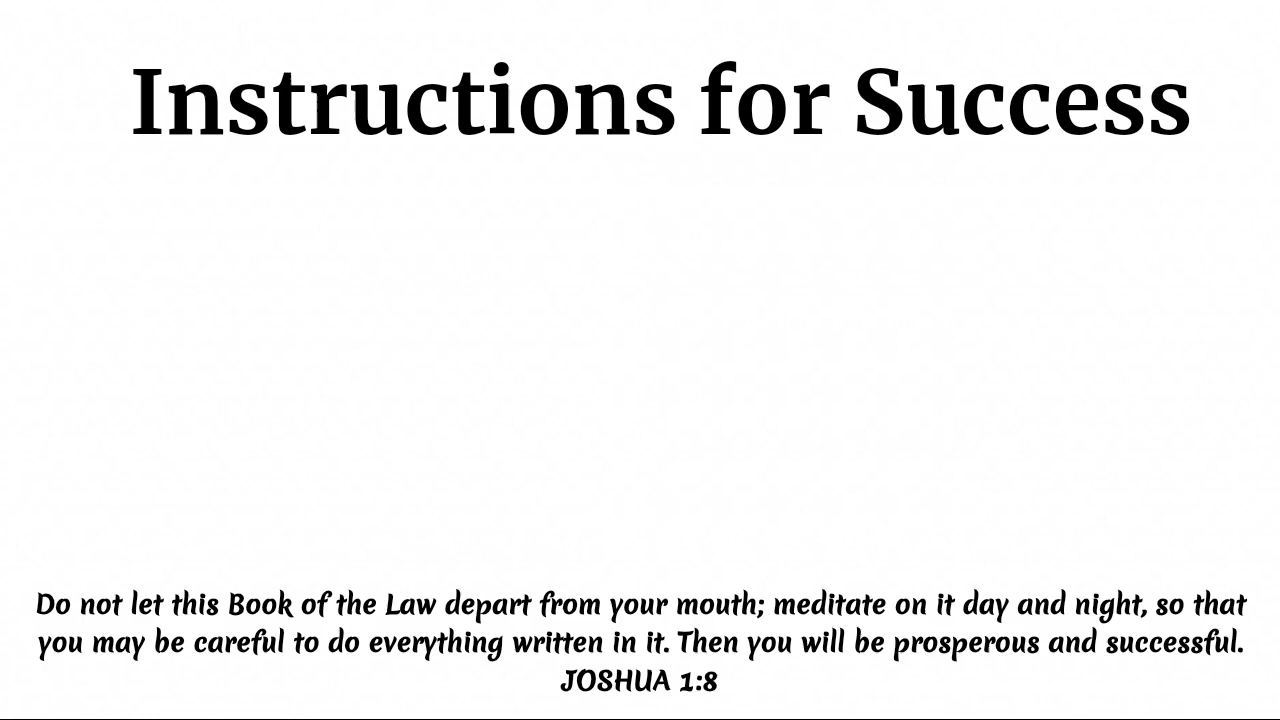 Instructions for Success
Do not let this Book of the Law depart from your mouth; meditate on it day and night, so that
you may be careful to do everything written in it. Then you will be prosperous and successful.
JOSHUA 1:8